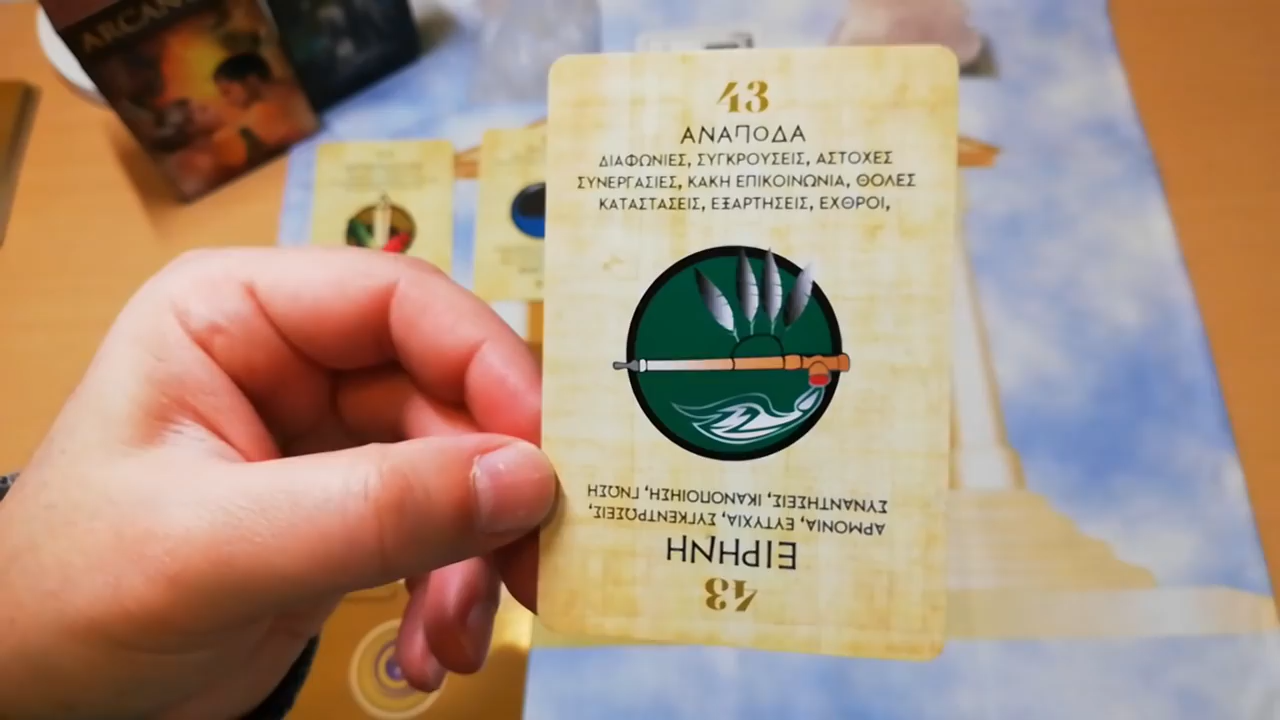 ARCAN
43
ΑΝΑΠΟΔΑ
ΔΙΑΦΩΝΙΕΣ, ΣΥΓΚΡΟΥΣΕΙΣ, ΑΣΤΟΧΕΣ
ΣΥΝΕΡΓΑΣΙΕΣ, ΚΑΚΗ ΕΠΙΚΟΙΝΩΝΙΑ, ΘΟΛΕΣ
ΚΑΤΑΣΤΑΣΕΙΣ, ΕΞΑΡΤΗΣΕΙΣ, ΕΧΘΡΟΙ,
43
ΕΙΡΗΝΗ
ΑΡΜΟΝΙΑ, ΕΥΤΥΧΙΑ, ΣΥΓΚΕΝΤΡΩΣΕΙΣ,
ΣΥΝΑΝΤΗΣΕΙΣ, ΙΚΑΝΟΠΟΙΗΣΗ, ΓΝΩΣΗ